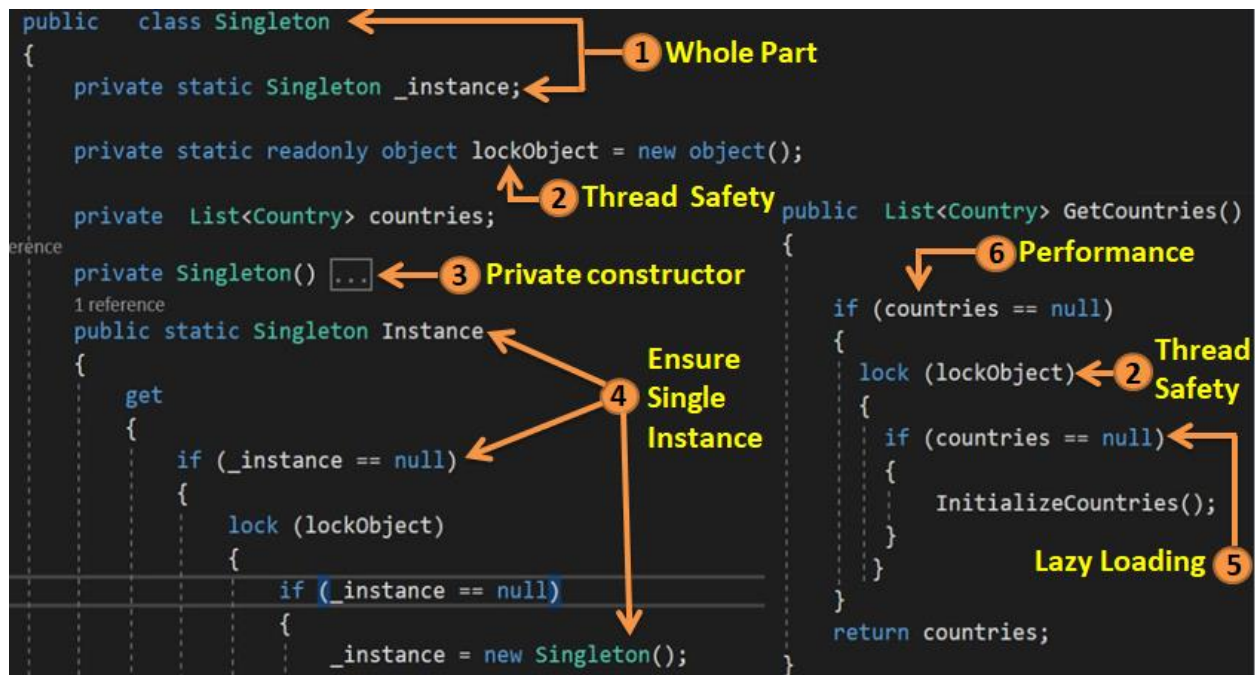 public class Singleton
{
1 Whole Part
private static Singleton _instance;
private static readonly object lockObject = new object();
2 Thread Safety
private List<Country> countries;
erence
private Singleton() ...
3 Private constructor
1 reference
public static Singleton Instance
{
get
{
4 Ensure
Single
Instance
if (_instance == null)
{
lock (lockObject)
{
if (_instance == null)
{
_instance = new Singleton();
public List<Country> GetCountries()
{
6 Performance
if (countries == null)
{
lock (lockObject)
2 Thread
Safety
{
if (countries == null)
{
InitializeCountries();
}
Lazy Loading 5
}
}
return countries;
}